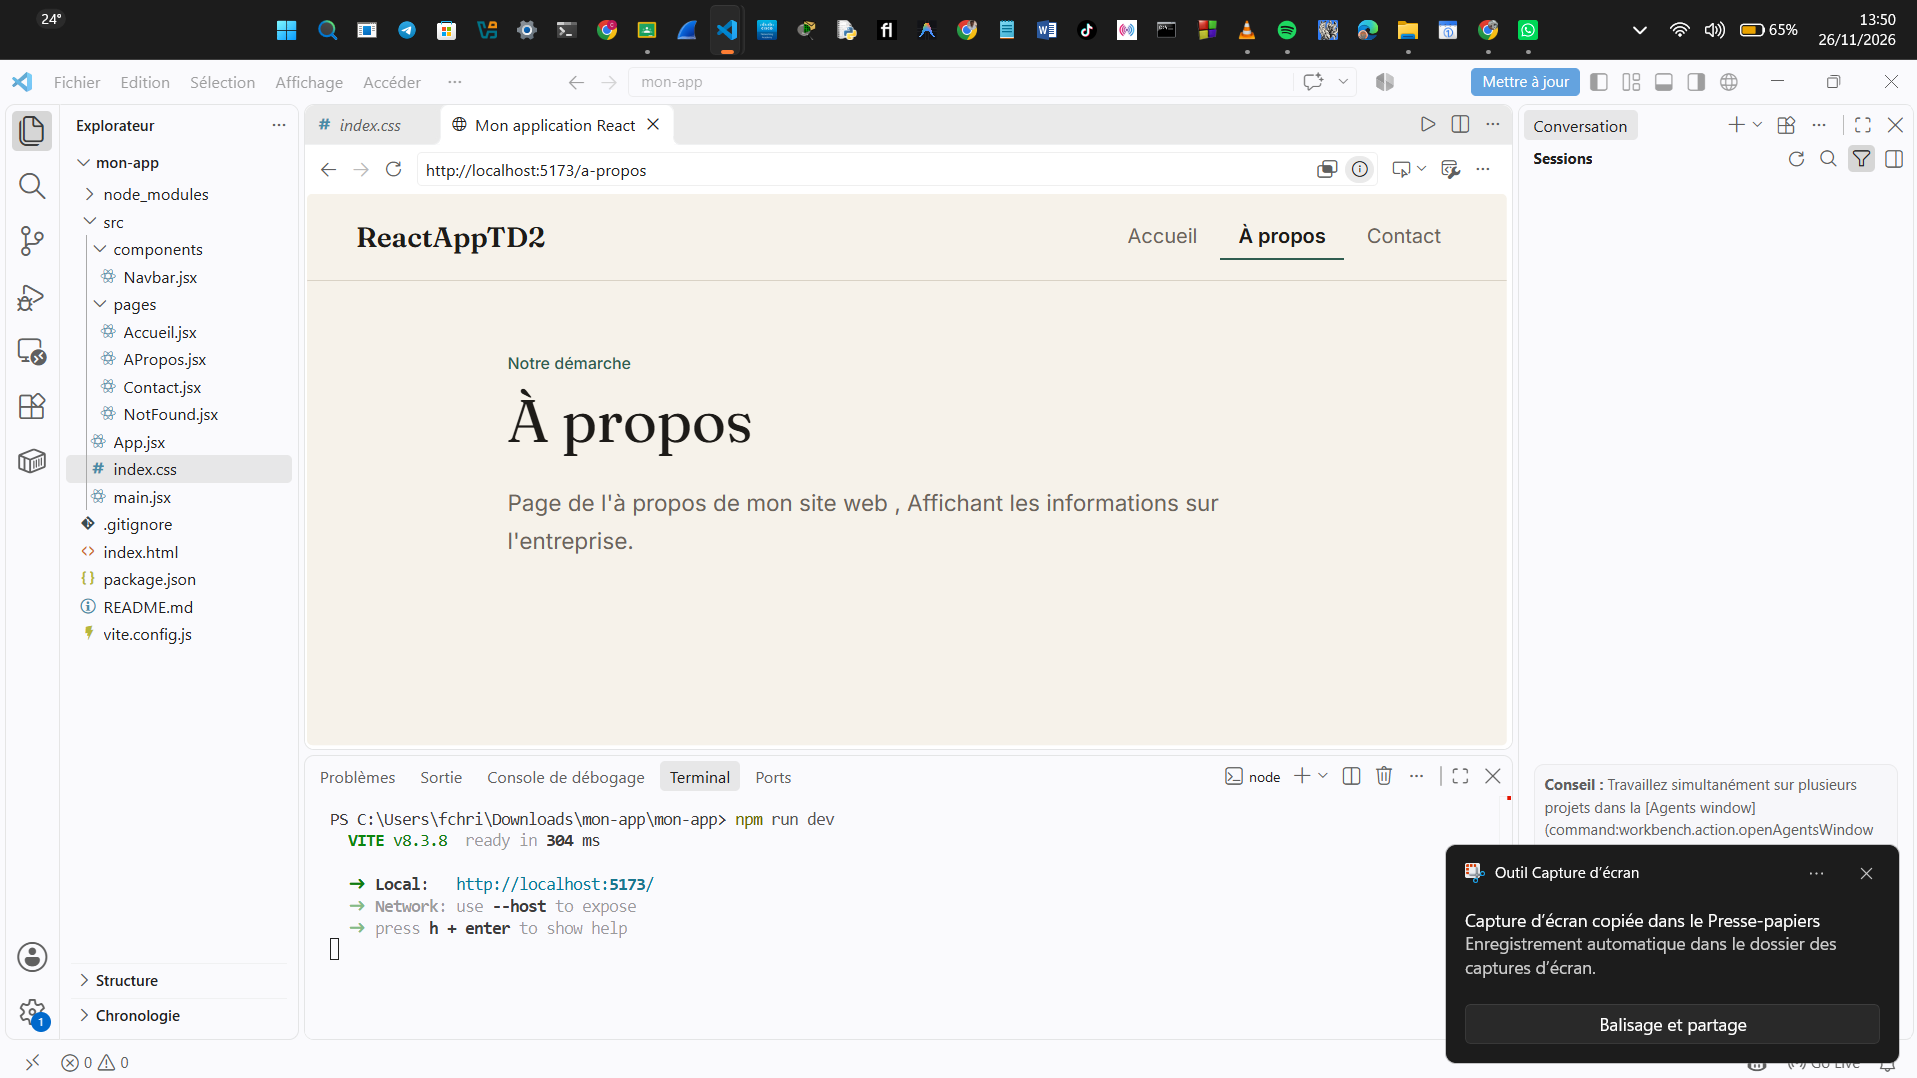 24°
13:50
65%
26/11/2026
Fichier Edition Sélection Affichage Accéder ···
mon-app
Mettre à jour
Explorateur
mon-app
node_modules
src
components
Navbar.jsx
pages
Accueil.jsx
APropos.jsx
Contact.jsx
NotFound.jsx
App.jsx
# index.css
main.jsx
.gitignore
<> index.html
{} package.json
README.md
vite.config.js
Structure
Chronologie
1
0 0
# index.css
Mon application React
http://localhost:5173/a-propos
ReactAppTD2
Accueil À propos Contact
Notre démarche
À propos
Page de l'à propos de mon site web , Affichant les informations sur
l'entreprise.
Problèmes Sortie Console de débogage Terminal Ports
node
PS C:\Users\fchri\Downloads\mon-app\mon-app> npm run dev
VITE v8.3.8 ready in 304 ms
➜ Local: http://localhost:5173/
➜ Network: use --host to expose
➜ press h + enter to show help
Conversation
Sessions
Conseil : Travaillez simultanément sur plusieurs
projets dans la [Agents window]
(command:workbench.action.openAgentsWindow
Outil Capture d'écran
Capture d'écran copiée dans le Presse-papiers
Enregistrement automatique dans le dossier des
captures d'écran.
Balisage et partage
Go Live